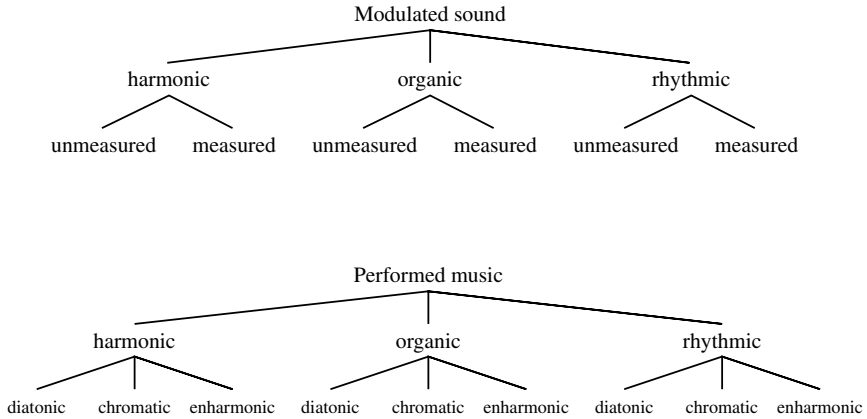 Modulated sound
harmonic organic rhythmic
unmeasured measured unmeasured measured unmeasured measured
Performed music
harmonic organic rhythmic
diatonic chromatic enharmonic diatonic chromatic enharmonic diatonic chromatic enharmonic